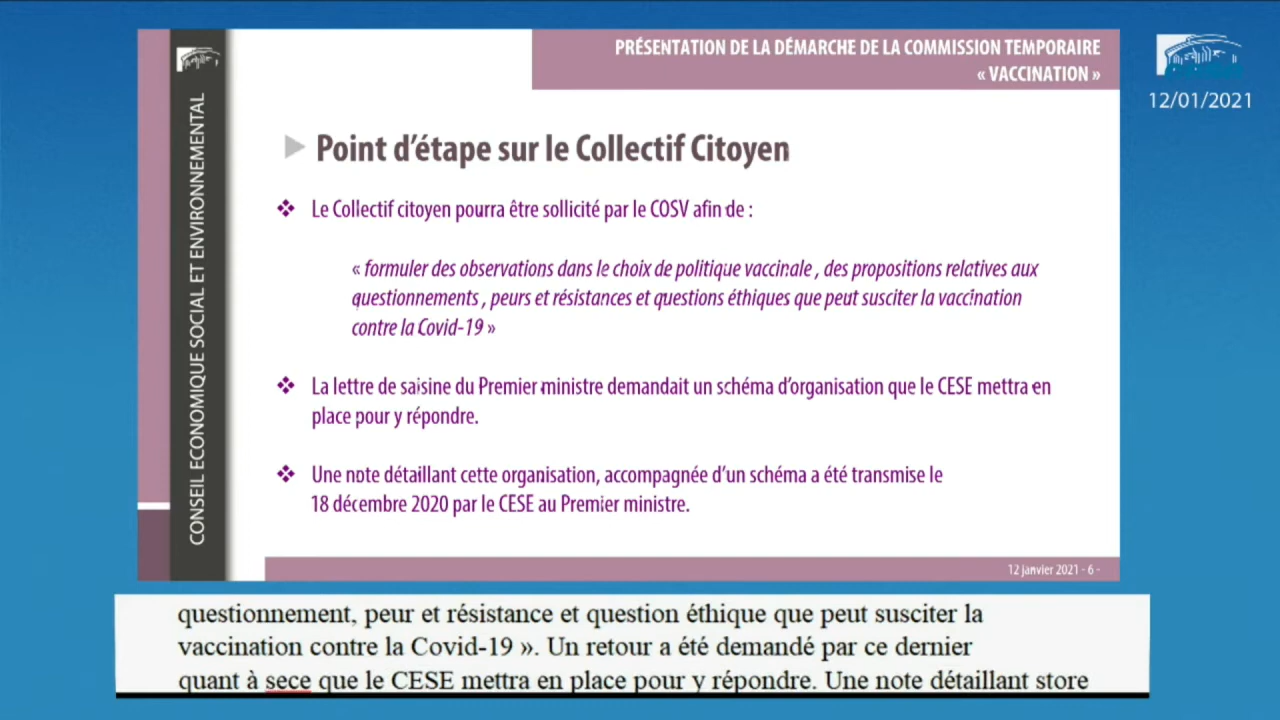 PRÉSENTATION DE LA DÉMARCHE DE LA COMMISSION TEMPORAIRE
« VACCINATION »
12/01/2021
CONSEIL ECONOMIQUE SOCIAL ET ENVIRONNEMENTAL
Point d’étape sur le Collectif Citoyen
Le Collectif citoyen pourra être sollicité par le COSV afin de :
« formuler des observations dans le choix de politique vaccinale , des propositions relatives aux
questionnements , peurs et résistances et questions éthiques que peut susciter la vaccination
contre la Covid-19 »
La lettre de saisine du Premier ministre demandait un schéma d’organisation que le CESE mettra en
place pour y répondre.
Une note détaillant cette organisation, accompagnée d’un schéma a été transmise le
18 décembre 2020 par le CESE au Premier ministre.
12 janvier 2021 - 6 -
questionnement, peur et résistance et question éthique que peut susciter la
vaccination contre la Covid-19 ». Un retour a été demandé par ce dernier
quant à sece que le CESE mettra en place pour y répondre. Une note détaillant store